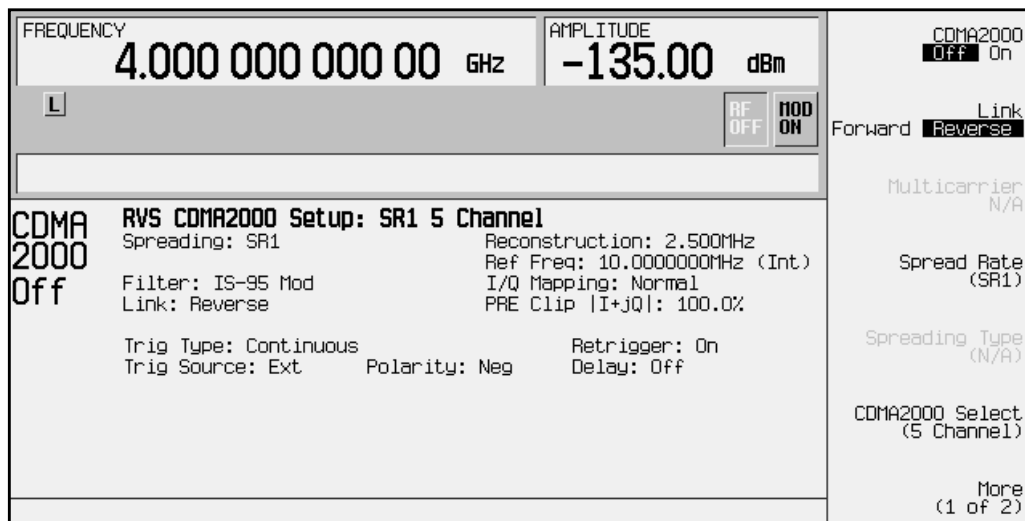 FREQUENCY
4.000 000 000 00 GHz
AMPLITUDE
-135.00 dBm
L
RF OFF
MOD ON
CDMA 2000 Off
RVS CDMA2000 Setup: SR1 5 Channel
Spreading: SR1
Reconstruction: 2.500MHz
Ref Freq: 10.0000000MHz (Int)
Filter: IS-95 Mod
I/Q Mapping: Normal
Link: Reverse
PRE Clip |I+jQ|: 100.0%
Trig Type: Continuous
Retrigger: On
Trig Source: Ext
Polarity: Neg
Delay: Off
CDMA2000
Off On
Link
Forward Reverse
Multicarrier
N/A
Spread Rate
(SR1)
Spreading Type
(N/A)
CDMA2000 Select
(5 Channel)
More
(1 of 2)